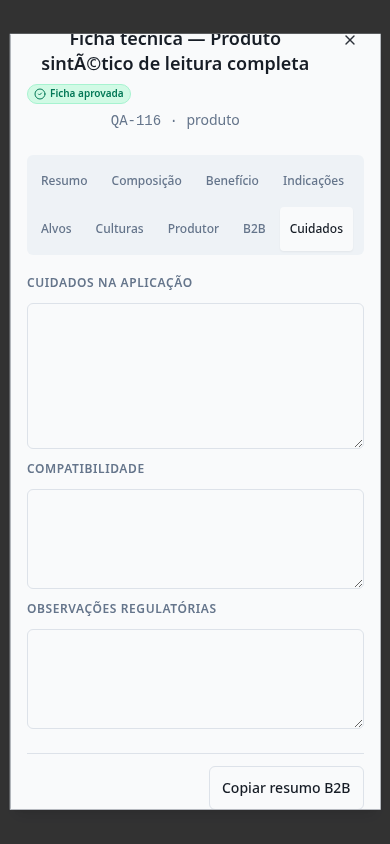 Ficha técnica — Produto
sintÃ©tico de leitura completa
Ficha aprovada
QA-116 · produto
Resumo Composição Benefício Indicações
Alvos Culturas Produtor B2B Cuidados
CUIDADOS NA APLICAÇÃO
COMPATIBILIDADE
OBSERVAÇÕES REGULATÓRIAS
Copiar resumo B2B